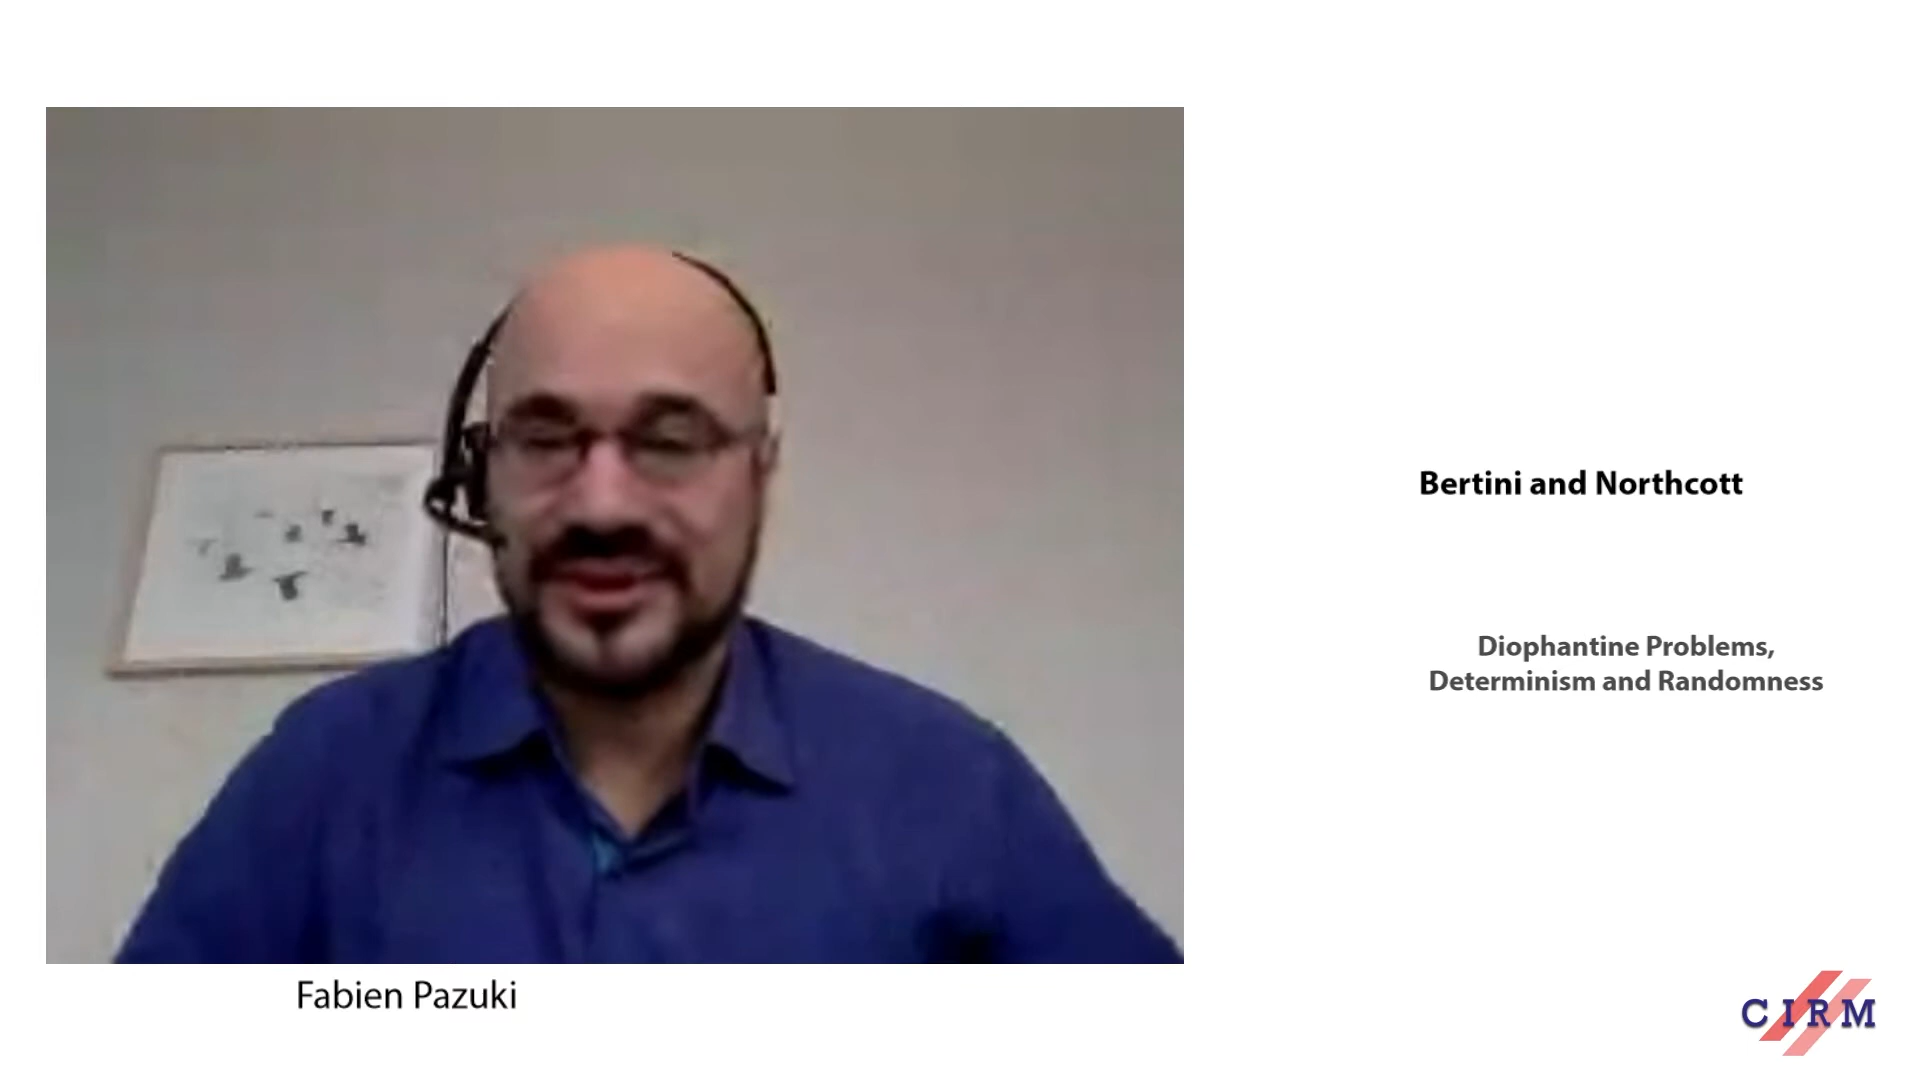 Bertini and Northcott
Diophantine Problems,
Determinism and Randomness
Fabien Pazuki
CIRM